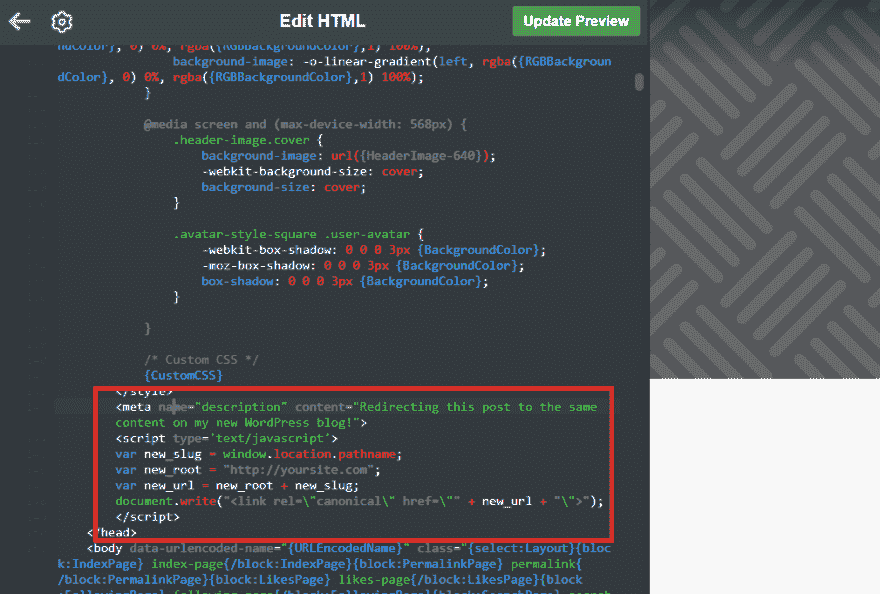 Edit HTML
Update Preview
ndColor}, 0) 0%, rgba({RGBBackgroundColor},1) 100%);
background-image: -o-linear-gradient(left, rgba({RGBBackgroun
dColor}, 0) 0%, rgba({RGBBackgroundColor},1) 100%);
}
@media screen and (max-device-width: 568px) {
.header-image.cover {
background-image: url({HeaderImage-640});
-webkit-background-size: cover;
background-size: cover;
}
.avatar-style-square .user-avatar {
-webkit-box-shadow: 0 0 0 3px {BackgroundColor};
-moz-box-shadow: 0 0 0 3px {BackgroundColor};
box-shadow: 0 0 0 3px {BackgroundColor};
}
}
/* Custom CSS */
{CustomCSS}
</style>
<meta name="description" content="Redirecting this post to the same
content on my new WordPress blog!">
<script type='text/javascript'>
var new_slug = window.location.pathname;
var new_root = "http://yoursite.com";
var new_url = new_root + new_slug;
document.write("<link rel=\"canonical\" href=\"" + new_url + "\">");
</script>
</head>
<body data-urlencoded-name="{URLEncodedName}" class="{select:Layout}{bloc
k:IndexPage} index-page{/block:IndexPage}{block:PermalinkPage} permalink{
/block:PermalinkPage}{block:LikesPage} likes-page{/block:LikesPage}{block